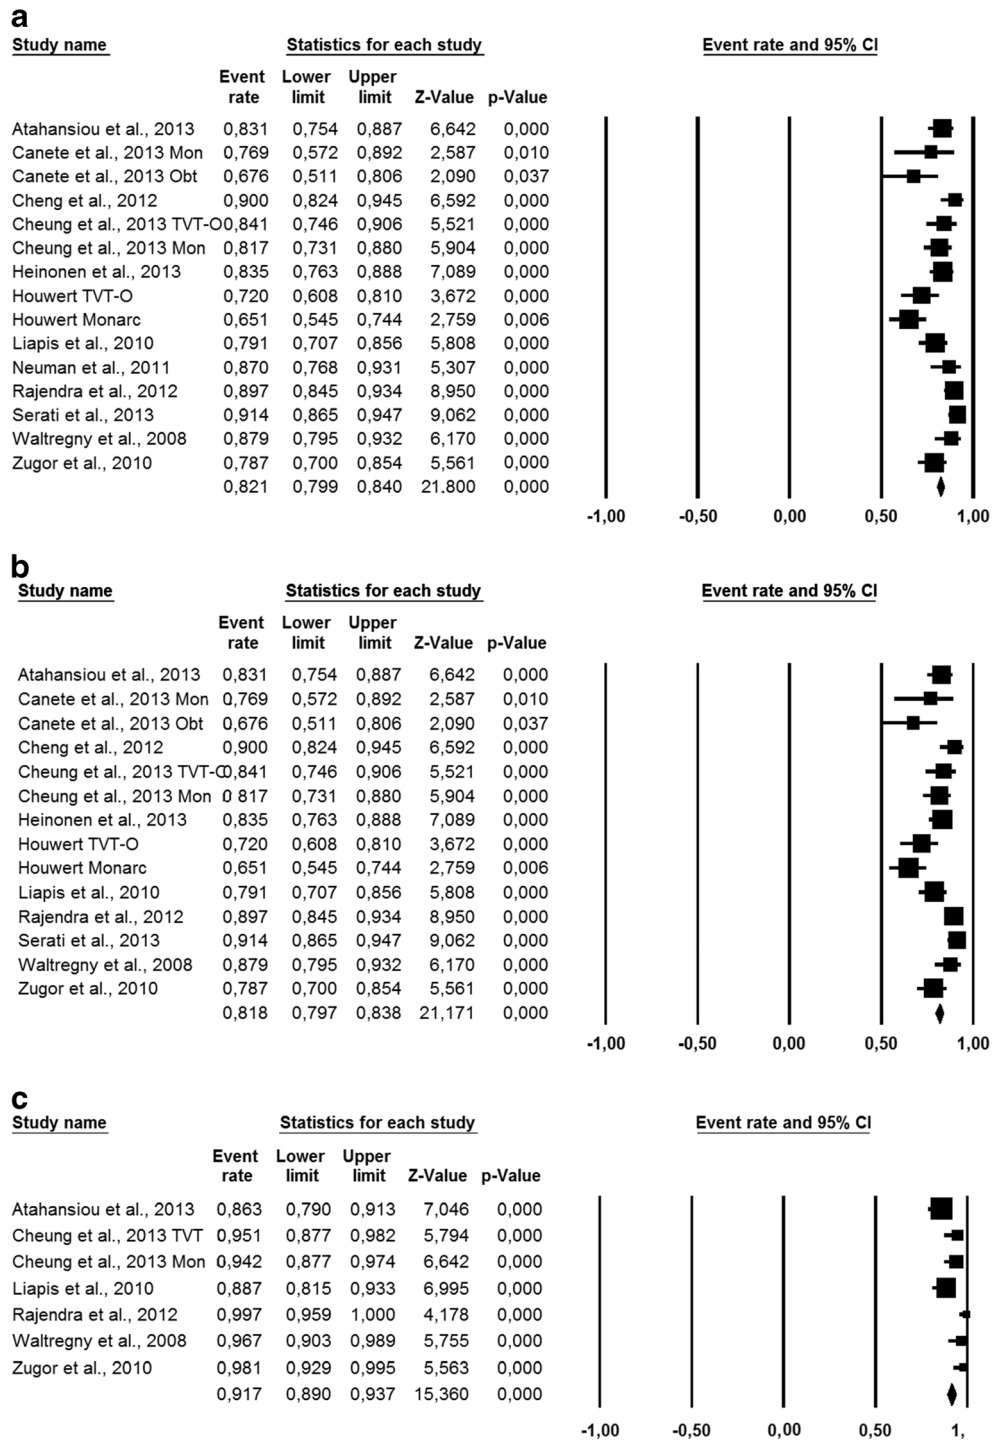 a
Study name Statistics for each study Event rate and 95% CI
Event Lower Upper
rate limit limit Z-Value p-Value
Atahansiou et al., 2013 0,831 0,754 0,887 6,642 0,000
Canete et al., 2013 Mon 0,769 0,572 0,892 2,587 0,010
Canete et al., 2013 Obt 0,676 0,511 0,806 2,090 0,037
Cheng et al., 2012 0,900 0,824 0,945 6,592 0,000
Cheung et al., 2013 TVT-O 0,841 0,746 0,906 5,521 0,000
Cheung et al., 2013 Mon 0,817 0,731 0,880 5,904 0,000
Heinonen et al., 2013 0,835 0,763 0,888 7,089 0,000
Houwert TVT-O 0,720 0,608 0,810 3,672 0,000
Houwert Monarc 0,651 0,545 0,744 2,759 0,006
Liapis et al., 2010 0,791 0,707 0,856 5,808 0,000
Neuman et al., 2011 0,870 0,768 0,931 5,307 0,000
Rajendra et al., 2012 0,897 0,845 0,934 8,950 0,000
Serati et al., 2013 0,914 0,865 0,947 9,062 0,000
Waltregny et al., 2008 0,879 0,795 0,932 6,170 0,000
Zugor et al., 2010 0,787 0,700 0,854 5,561 0,000
0,821 0,799 0,840 21.800 0,000
-1,00 -0,50 0,00 0,50 1,00
b
Study name Statistics for each study Event rate and 95% CI
Event Lower Upper
rate limit limit Z-Value p-Value
Atahansiou et al., 2013 0,831 0,754 0,887 6,642 0,000
Canete et al., 2013 Mon 0,769 0,572 0,892 2,587 0,010
Canete et al., 2013 Obt 0,676 0,511 0,806 2,090 0,037
Cheng et al., 2012 0,900 0,824 0,945 6,592 0,000
Cheung et al., 2013 TVT-O 0,841 0,746 0,906 5,521 0,000
Cheung et al., 2013 Mon 0 817 0,731 0,880 5,904 0,000
Heinonen et al., 2013 0,835 0,763 0,888 7,089 0,000
Houwert TVT-O 0,720 0,608 0,810 3,672 0,000
Houwert Monarc 0,651 0,545 0,744 2,759 0,006
Liapis et al., 2010 0,791 0,707 0,856 5,808 0,000
Rajendra et al., 2012 0,897 0,845 0,934 8,950 0,000
Serati et al., 2013 0,914 0,865 0,947 9,062 0,000
Waltregny et al., 2008 0,879 0,795 0,932 6,170 0,000
Zugor et al., 2010 0,787 0,700 0,854 5,561 0,000
0,818 0,797 0,838 21,171 0,000
-1,00 -0,50 0,00 0,50 1,00
c
Study name Statistics for each study Event rate and 95% CI
Event Lower Upper
rate limit limit Z-Value p-Value
Atahansiou et al., 2013 0,863 0,790 0,913 7,046 0,000
Cheung et al., 2013 TVT 0,951 0,877 0,982 5,794 0,000
Cheung et al., 2013 Mon 0,942 0,877 0,974 6,642 0,000
Liapis et al., 2010 0,887 0,815 0,933 6,995 0,000
Rajendra et al., 2012 0,997 0,959 1,000 4,178 0,000
Waltregny et al., 2008 0,967 0,903 0,989 5,755 0,000
Zugor et al., 2010 0,981 0,929 0,995 5,563 0,000
0,917 0,890 0,937 15,360 0,000
-1,00 -0,50 0,00 0,50 1,